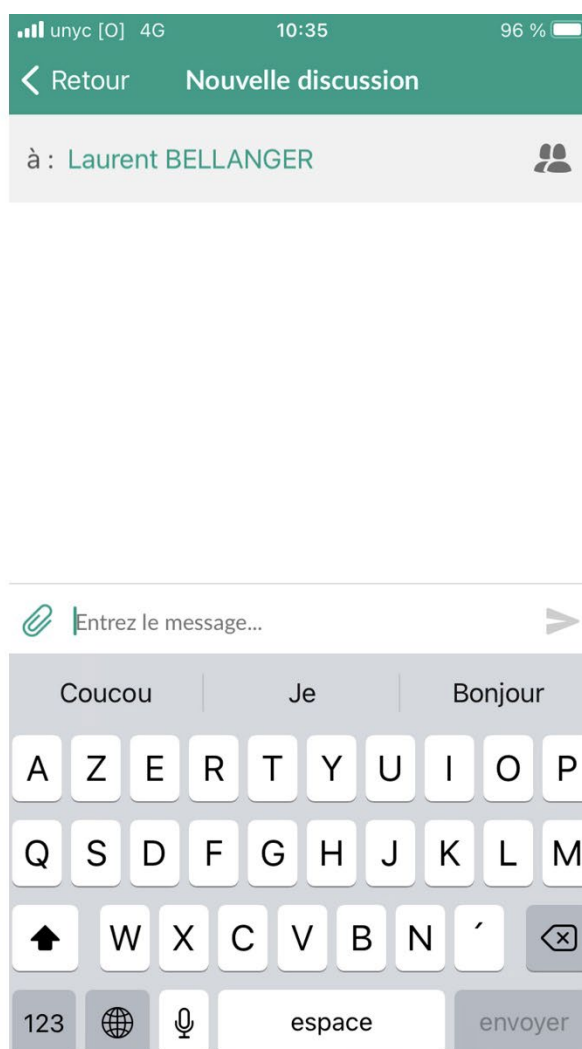 unyc [O] 4G 10:35 96 %
Retour Nouvelle discussion
à : Laurent BELLANGER
Entrez le message...
Coucou Je Bonjour
A Z E R T Y U I O P
Q S D F G H J K L M
W X C V B N ´
123 espace envoyer